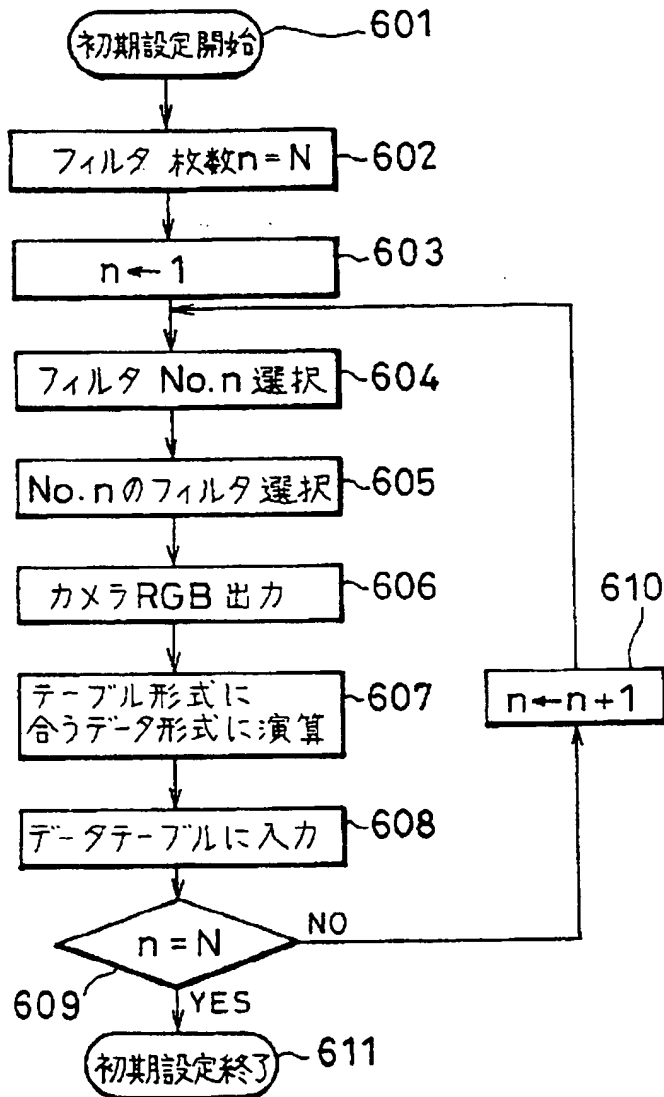 初期設定開始
601
フィルタ 枚数n=N
602
n←1
603
フィルタ No.n 選択
604
No.nのフィルタ選択
605
カメラRGB出力
606
テーブル形式に
合うデータ形式に演算
607
610
n←n+1
データテーブルに入力
608
n=N
NO
609
YES
初期設定終了
611